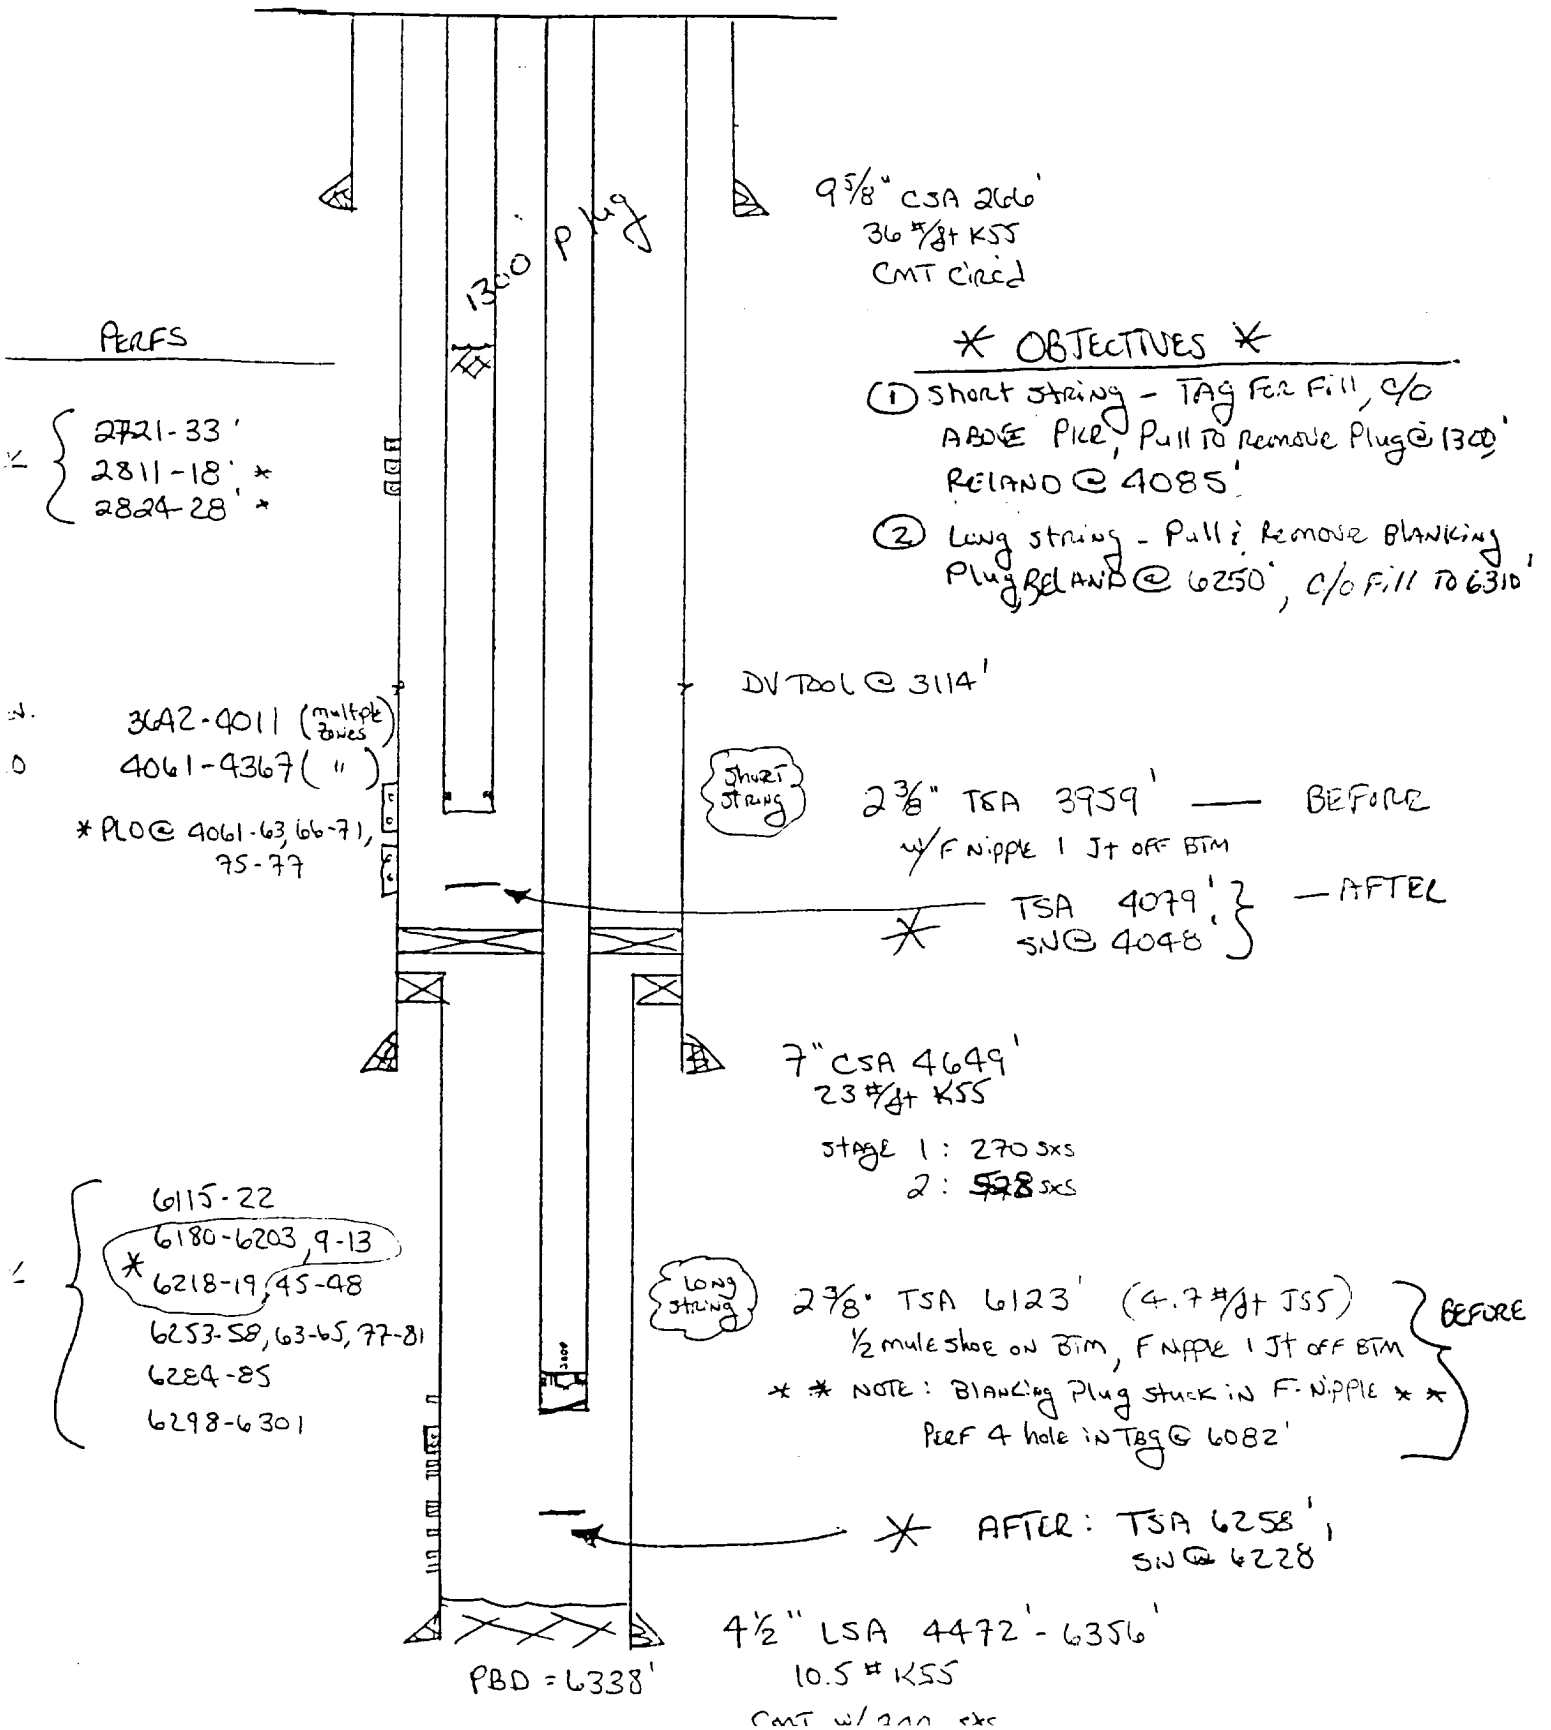 9 5/8" CSA 266'
36 #/ft K55
CMT Circ'd
1300 Plug
PERFS
2721-33'
2811-18' *
2824-28' *
* OBJECTIVES *
① Short string - TAg For Fill, C/O
ABOVE PKR, Pull To Remove Plug @ 1300',
RELAND @ 4085'
② Long string - Pull & Remove BLANKing
Plug, RELAND @ 6250', C/O Fill To 6310'
DV Tool @ 3114'
3642-4011 (multple zones)
4061-4367 ( " )
* PLO @ 4061-63, 66-71,
75-77
Short
String
2 3/8" TSA 3959' — BEFORE
w/ F Nipple 1 Jt OFF BTM
TSA 4079' — AFTER
* SN @ 4048'
7" CSA 4649'
23 #/ft K55
Stage 1: 270 sxs
2: sxs
6115-22
6180-6203, 9-13
* 6218-19, 45-48
6253-58, 63-65, 77-81
6284-85
6298-6301
Long
String
2 3/8" TSA 6123' (4.7 #/ft J55)
BEFORE
1/2 mule shoe on BTm, F Nipple 1 Jt OFF BTM
* * NOTE: BLANking Plug Stuck in F-Nipple * *
Perf 4 hole in Tbg @ 6082'
* AFTER: TSA 6258',
SN @ 6228'
4 1/2" LSA 4472' - 6356'
10.5 # K55
PBD = 6338'
CMT w/ sxs